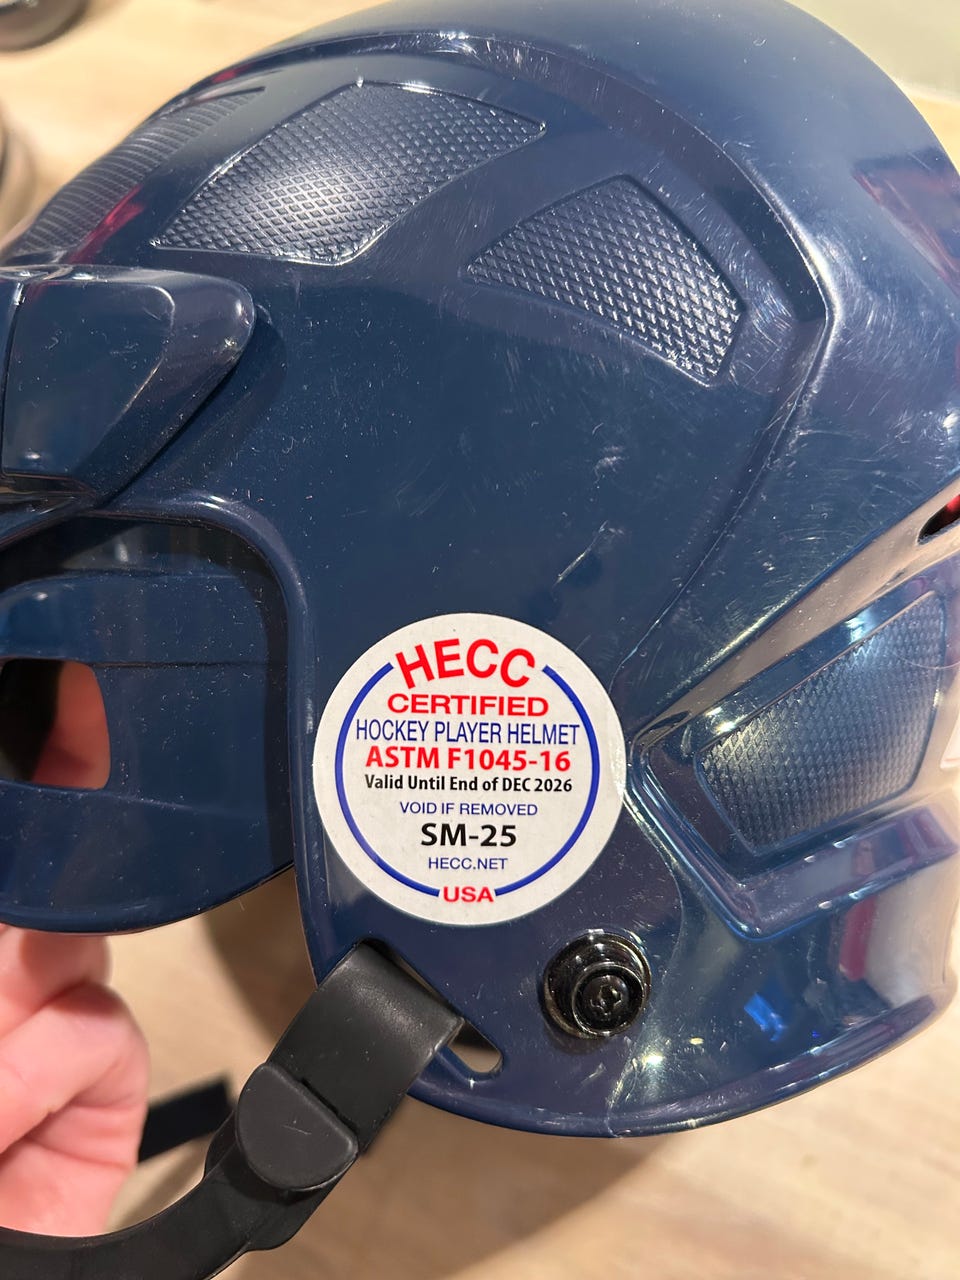 HECC
CERTIFIED
HOCKEY PLAYER HELMET
ASTM F1045-16
Valid Until End of DEC 2026
VOID IF REMOVED
SM-25
HECC.NET
USA